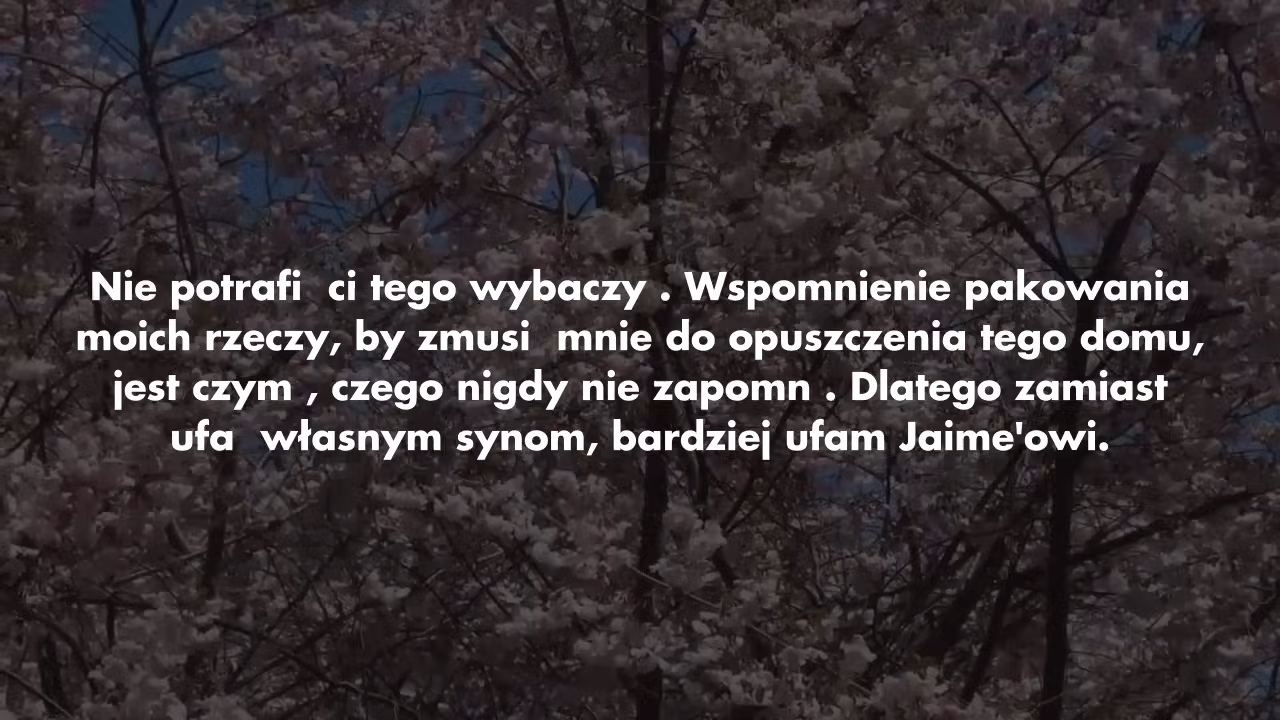 Nie potrafi  ci tego wybaczy . Wspomnienie pakowania
moich rzeczy, by zmusi  mnie do opuszczenia tego domu,
jest czym , czego nigdy nie zapomn . Dlatego zamiast
ufa  własnym synom, bardziej ufam Jaime'owi.